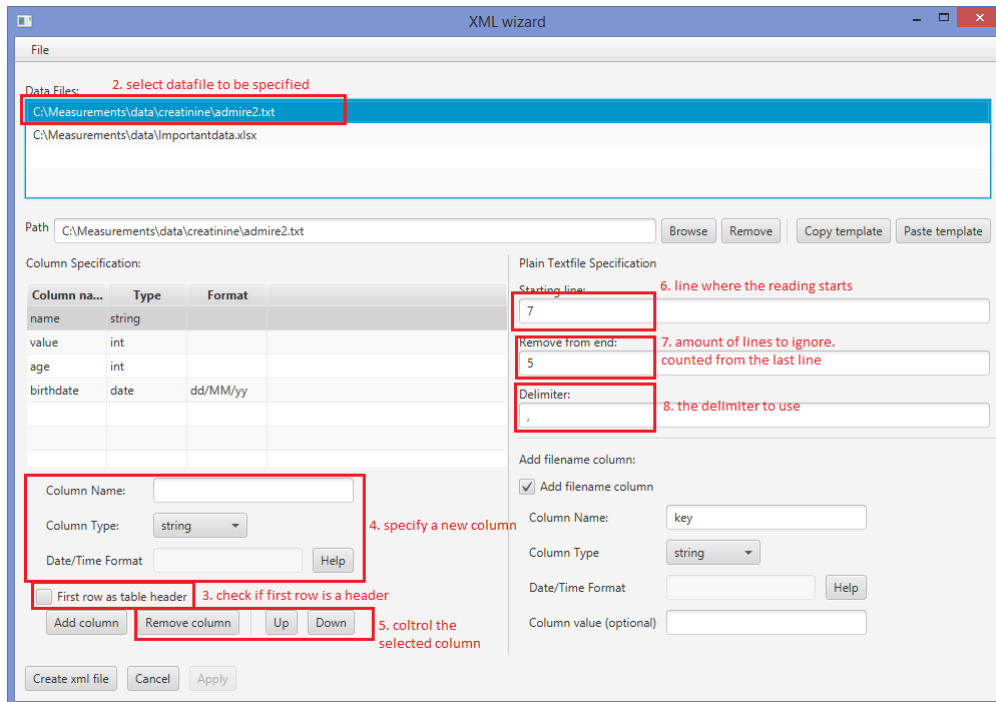 XML wizard
File
2. select datafile to be specified
Data Files:
C:\Measurements\data\creatinine\admire2.txt
C:\Measurements\data\Importantdata.xlsx
Path C:\Measurements\data\creatinine\admire2.txt Browse Remove Copy template Paste template
Column Specification:
Column na... Type Format
name string
value int
age int
birthdate date dd/MM/yy
Column Name:
Column Type: string
4. specify a new column
Date/Time Format Help
First row as table header 3. check if first row is a header
Add column Remove column Up Down
5. coltrol the
selected column
Plain Textfile Specification
Starting line:
6. line where the reading starts
7
Remove from end:
7. amount of lines to ignore.
counted from the last line
5
Delimiter:
8. the delimiter to use
,
Add filename column:
Add filename column
Column Name: key
Column Type string
Date/Time Format Help
Column value (optional)
Create xml file Cancel Apply